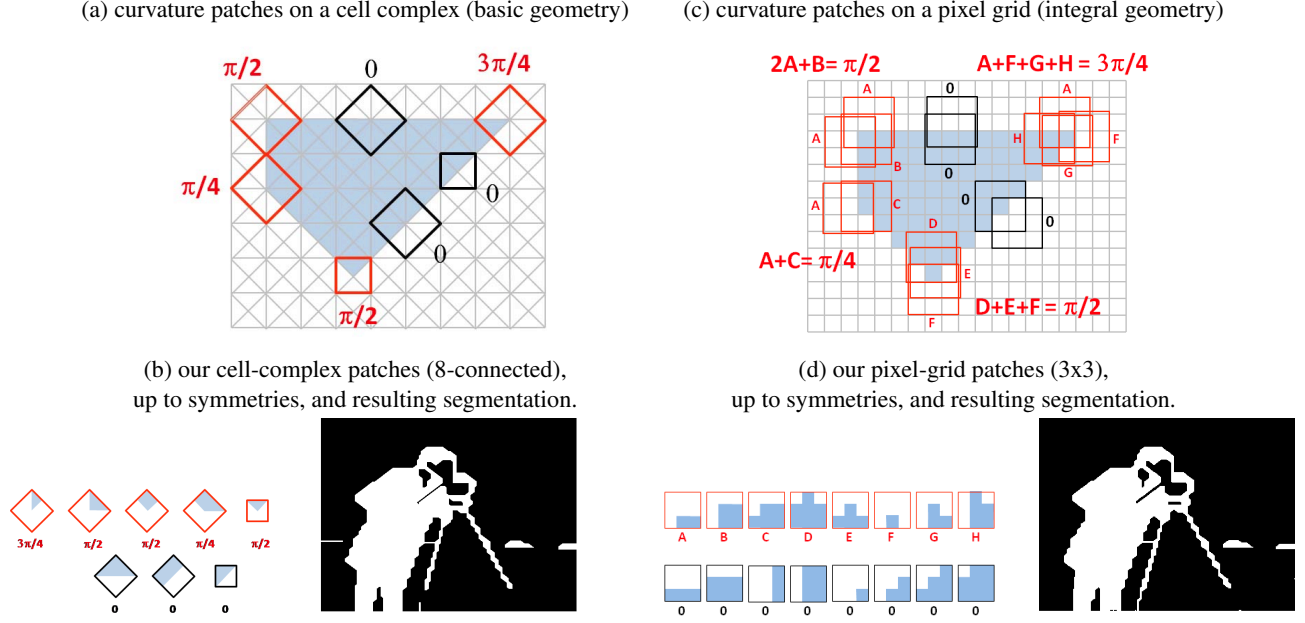 (a) curvature patches on a cell complex (basic geometry)
π/2
0
3π/4
π/4
0
0
π/2
(c) curvature patches on a pixel grid (integral geometry)
2A+B= π/2
A+F+G+H = 3π/4
A
0
A
A
H
F
B
0
G
A
C
0
0
D
A+C= π/4
E
D+E+F = π/2
F
(b) our cell-complex patches (8-connected),
up to symmetries, and resulting segmentation.
3π/4 π/2 π/2 π/4 π/2
0 0 0
(d) our pixel-grid patches (3x3),
up to symmetries, and resulting segmentation.
A B C D E F G H
0 0 0 0 0 0 0 0